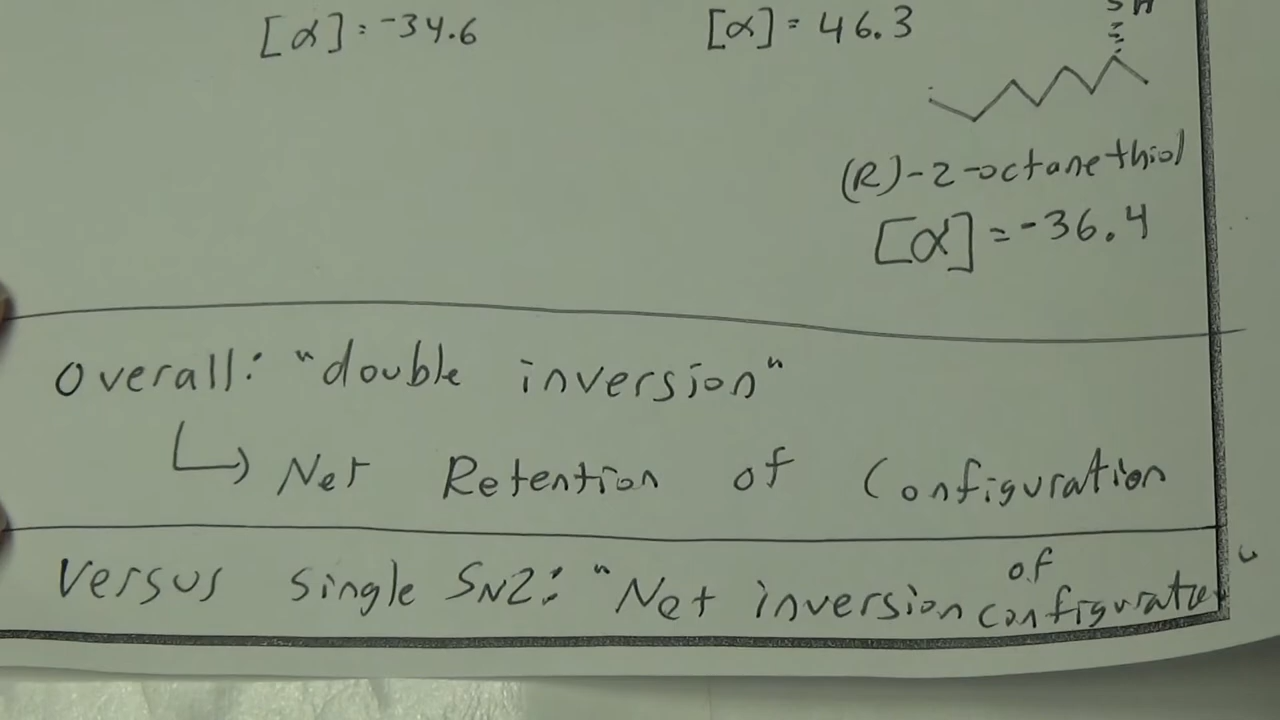 SH
[α] = -34.6
[α] = 46.3
(R)-2-octanethiol
[α] = -36.4
Overall: "double inversion"
↳ Net Retention of Configuration
Versus single SN2: "Net inversion of